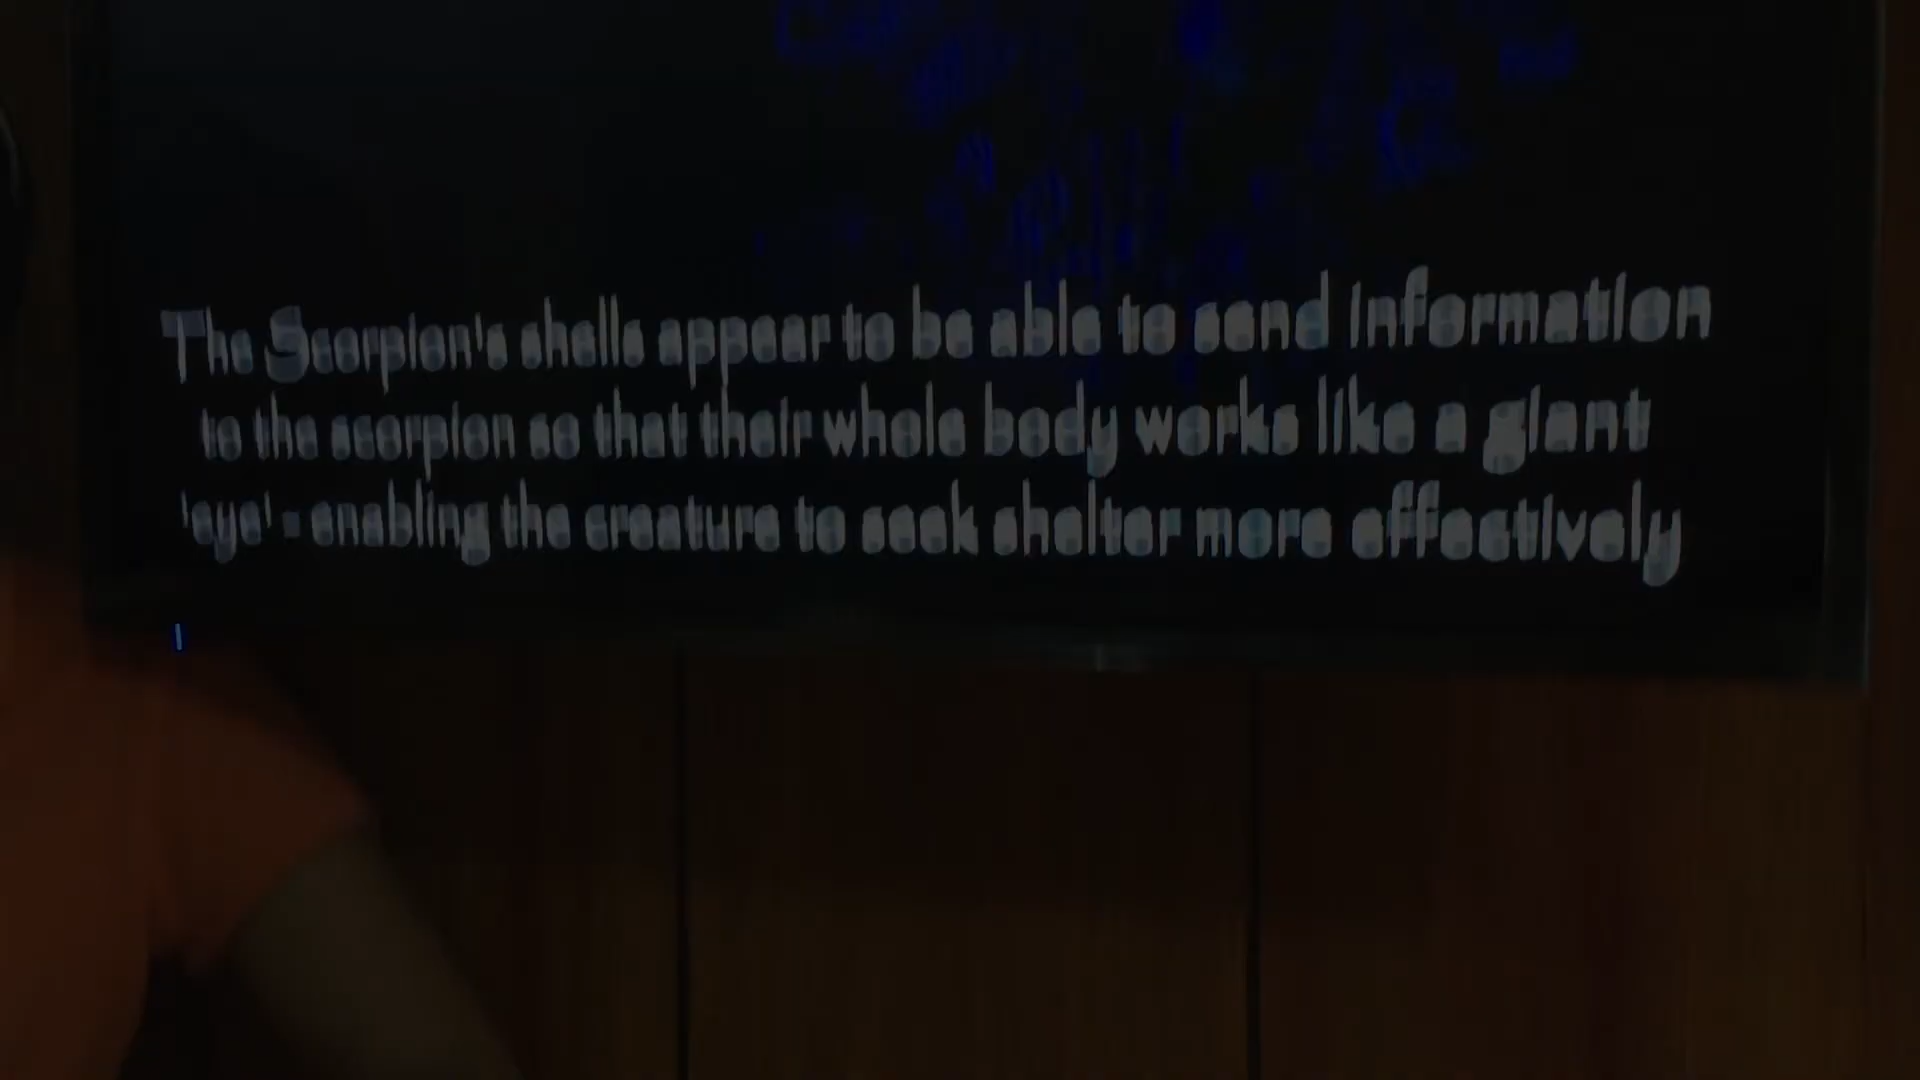 The Scorpion's shells appear to be able to send information
to the scorpion so that their whole body works like a giant
'eye' - enabling the creature to seek shelter more effectively